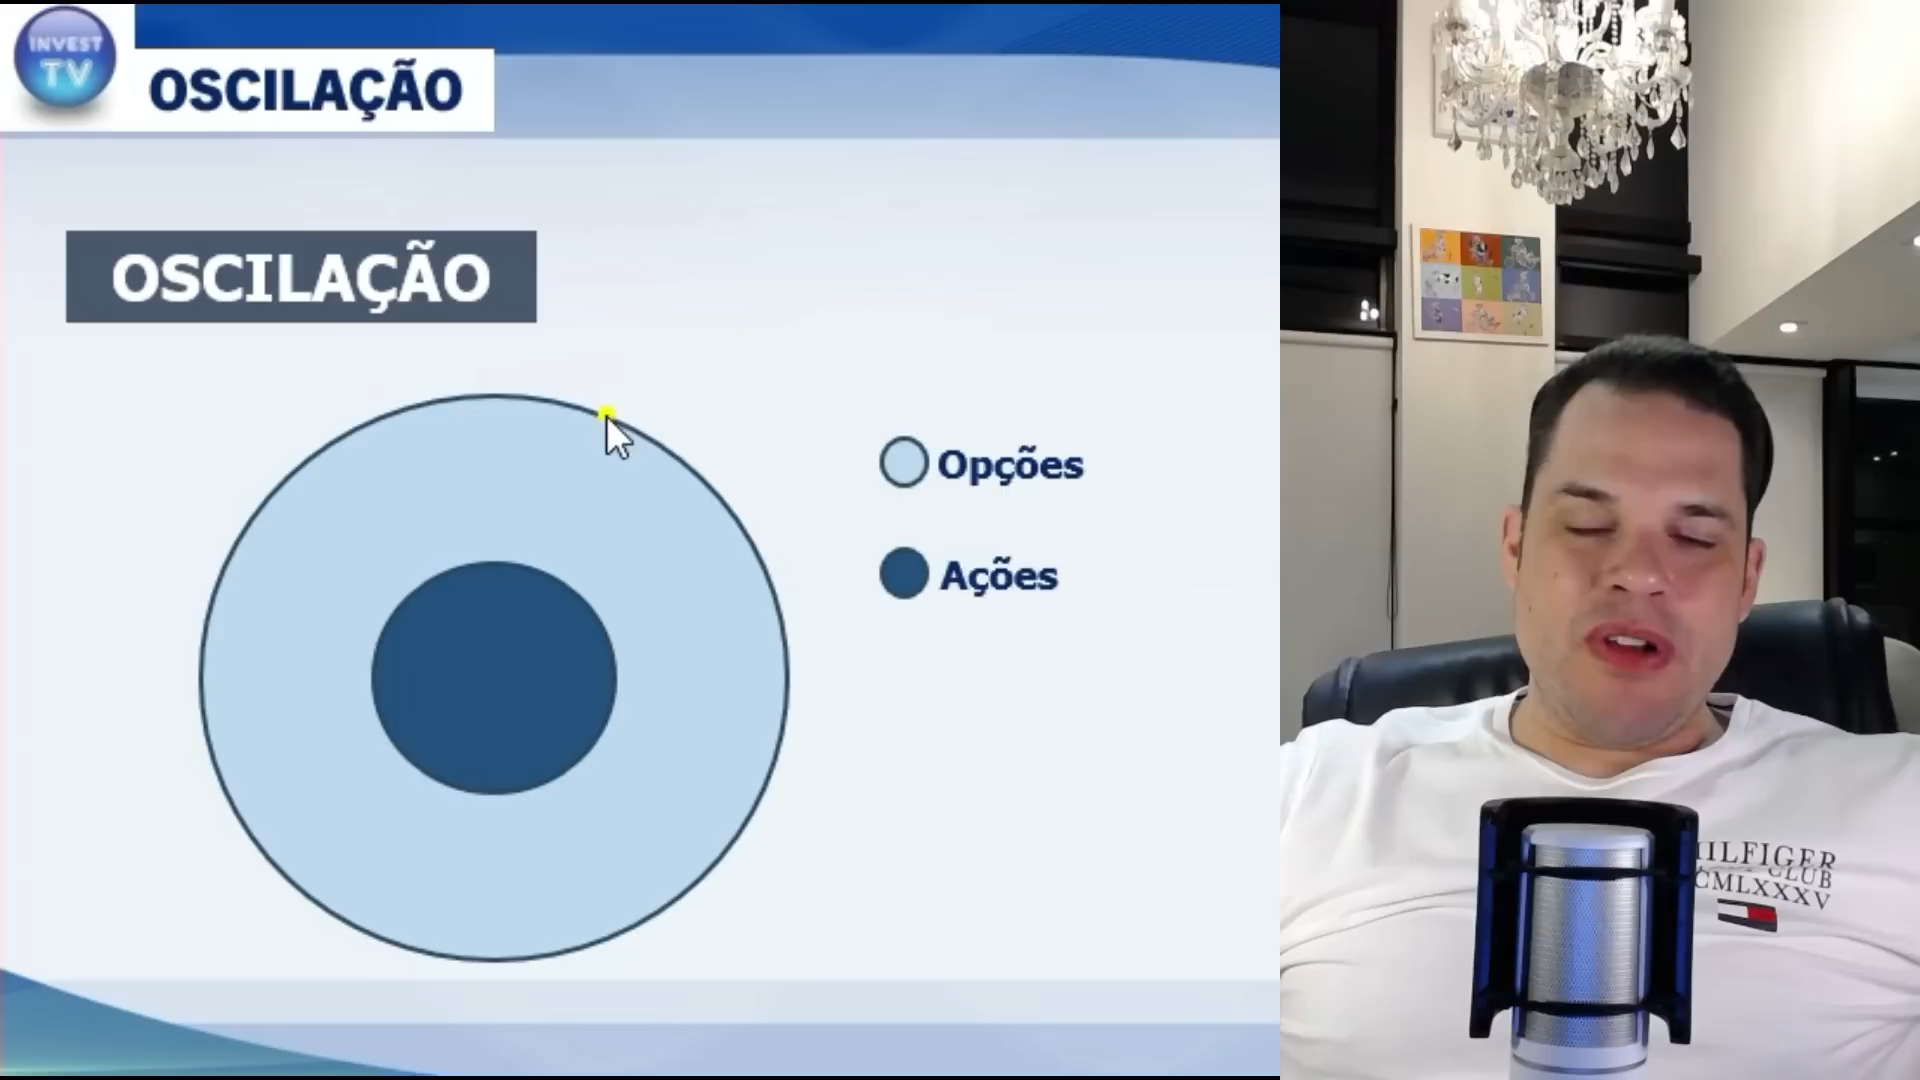 INVEST
TV
OSCILAÇÃO
OSCILAÇÃO
Opções
Ações
HILFIGER
CLUB
CMLXXXV